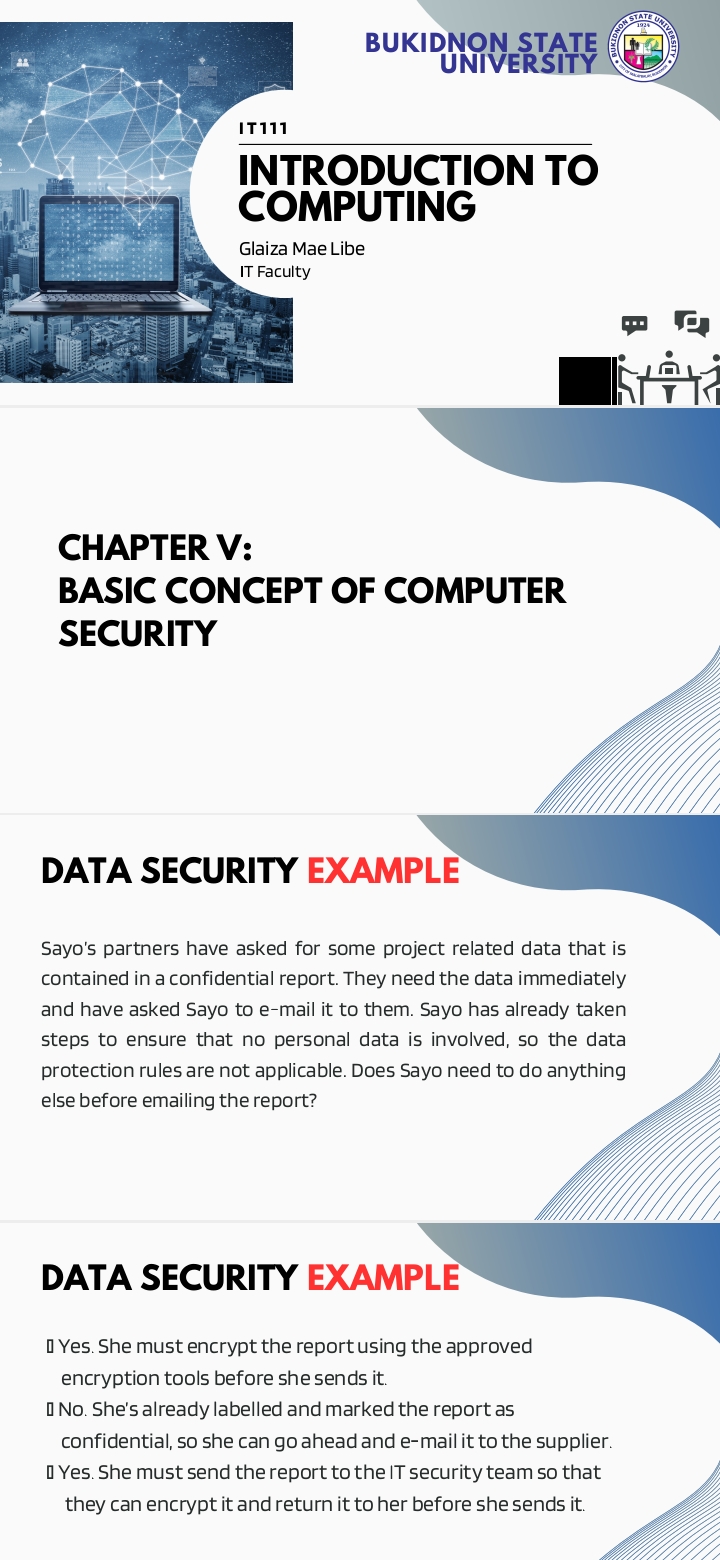 BUKIDNON STATE
UNIVERSITY
BUKIDNON STATE UNIVERSITY
1924
IT111
INTRODUCTION TO
COMPUTING
Glaiza Mae Libe
IT Faculty
CHAPTER V:
BASIC CONCEPT OF COMPUTER
SECURITY
DATA SECURITY EXAMPLE
Sayo's partners have asked for some project related data that is
contained in a confidential report. They need the data immediately
and have asked Sayo to e-mail it to them. Sayo has already taken
steps to ensure that no personal data is involved, so the data
protection rules are not applicable. Does Sayo need to do anything
else before emailing the report?
DATA SECURITY EXAMPLE
Yes. She must encrypt the report using the approved
encryption tools before she sends it.
No. She's already labelled and marked the report as
confidential, so she can go ahead and e-mail it to the supplier.
Yes. She must send the report to the IT security team so that
they can encrypt it and return it to her before she sends it.